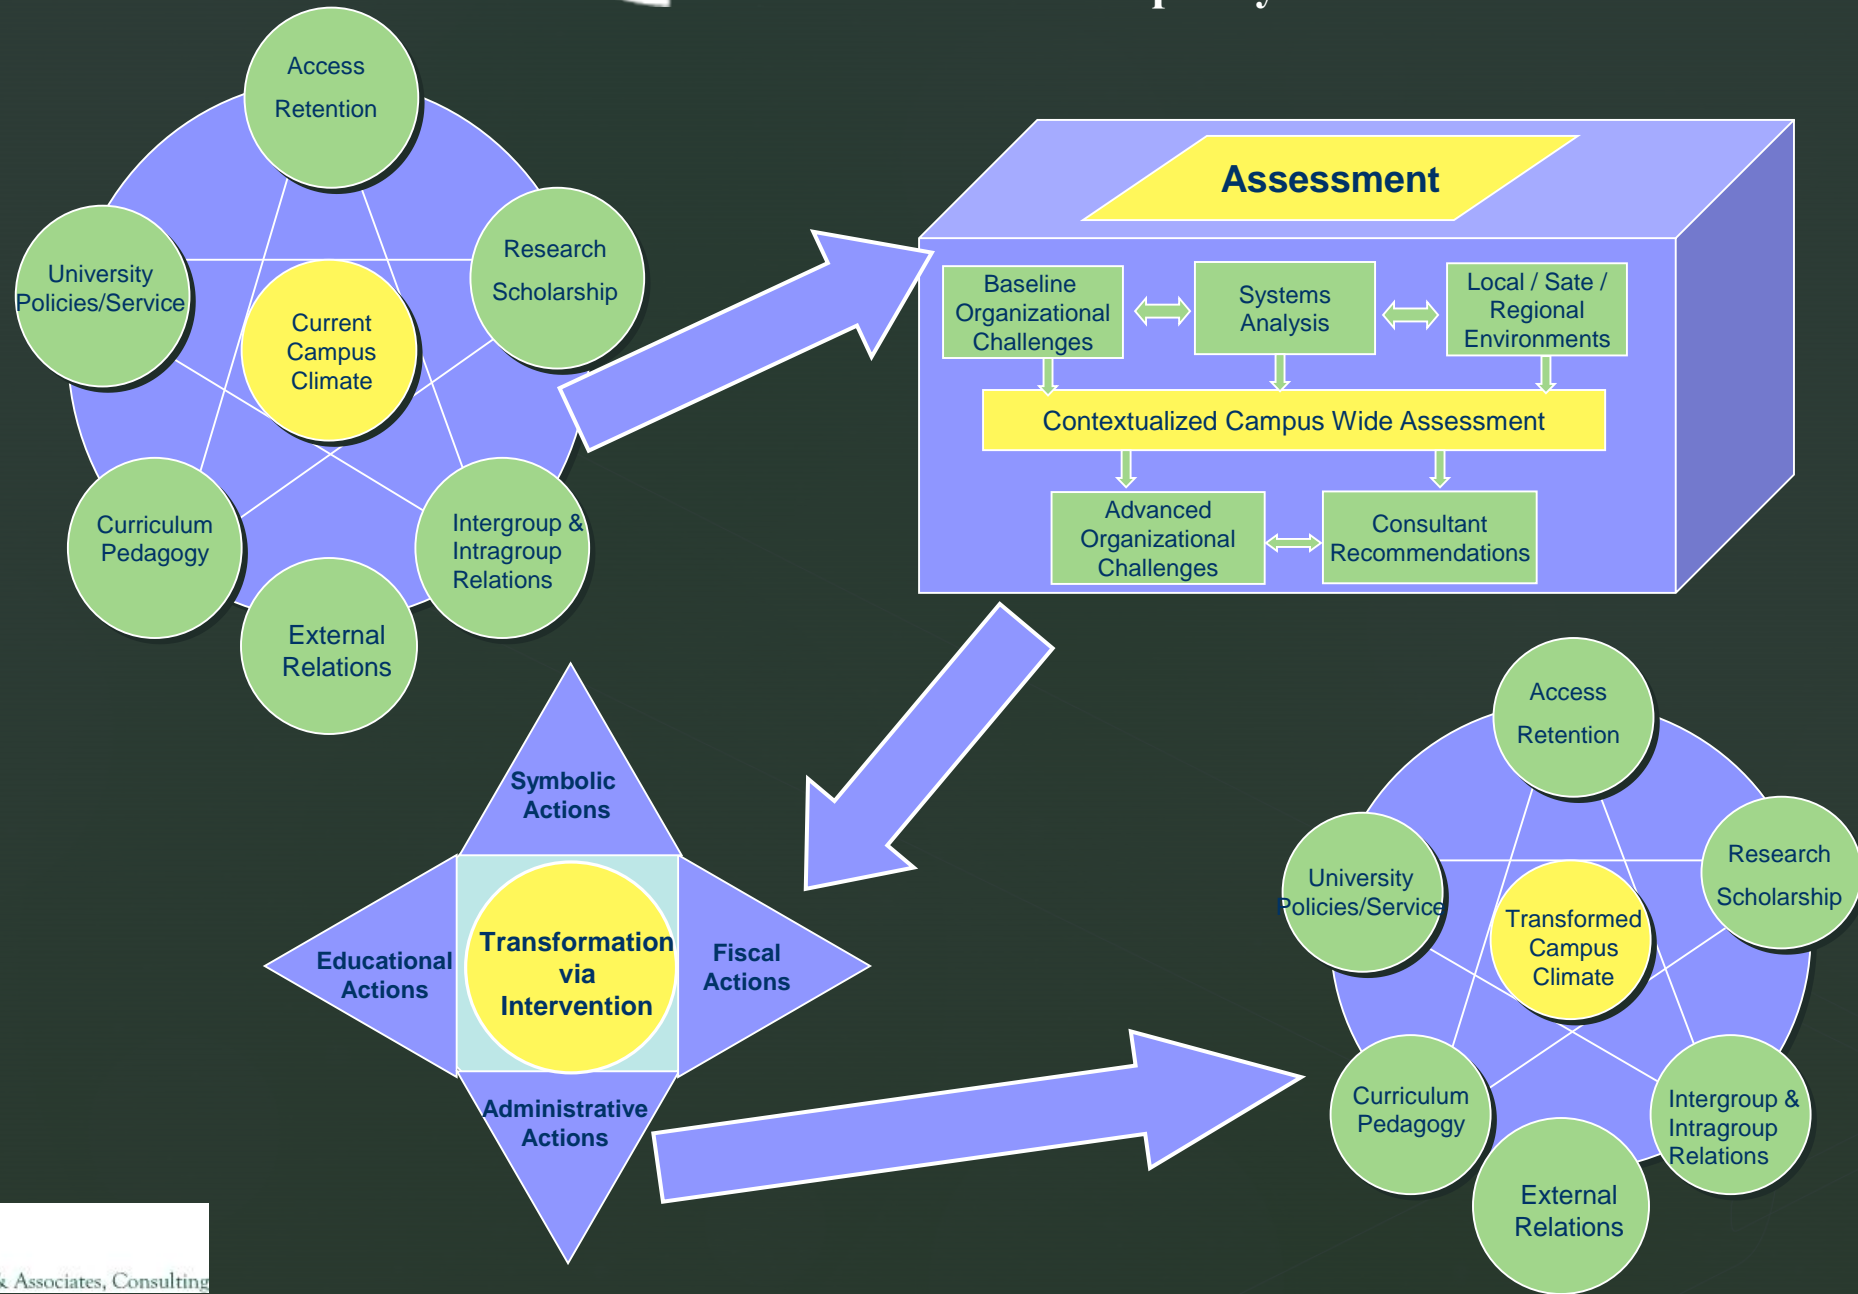 Access
Retention
Research
Scholarship
University
Policies/Service
Current
Campus
Climate
Curriculum
Pedagogy
Intergroup &
Intragroup
Relations
External
Relations
Assessment
Baseline
Organizational
Challenges
Systems
Analysis
Local / Sate /
Regional
Environments
Contextualized Campus Wide Assessment
Advanced
Organizational
Challenges
Consultant
Recommendations
Symbolic
Actions
Educational
Actions
Transformation
via
Intervention
Fiscal
Actions
Administrative
Actions
Access
Retention
Research
Scholarship
University
Policies/Service
Transformed
Campus
Climate
Curriculum
Pedagogy
Intergroup &
Intragroup
Relations
External
Relations
& Associates, Consulting